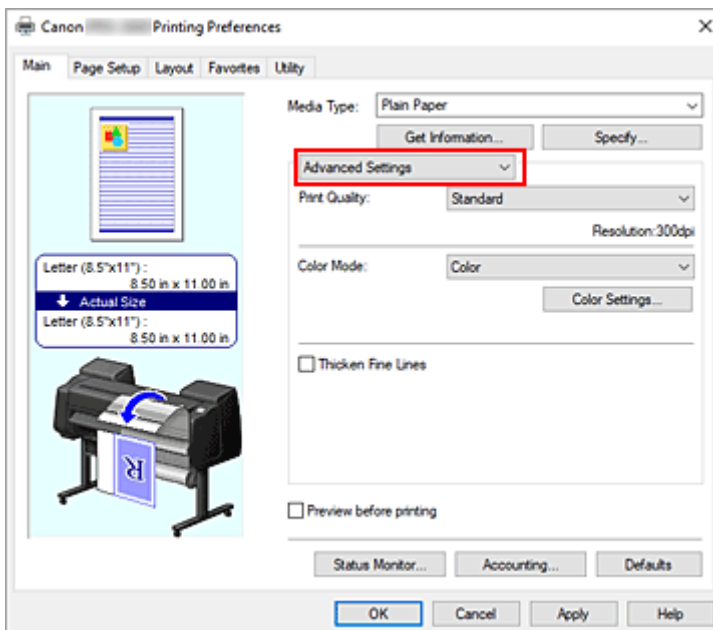 Canon Printing Preferences
Main Page Setup Layout Favorites Utility
Media Type: Plain Paper
Get Information... Specify...
Advanced Settings
Print Quality: Standard
Resolution:300dpi
Color Mode: Color
Color Settings...
Thicken Fine Lines
Letter (8.5"x11") :
8.50 in x 11.00 in
Actual Size
Letter (8.5"x11") :
8.50 in x 11.00 in
R
Preview before printing
Status Monitor... Accounting... Defaults
OK Cancel Apply Help